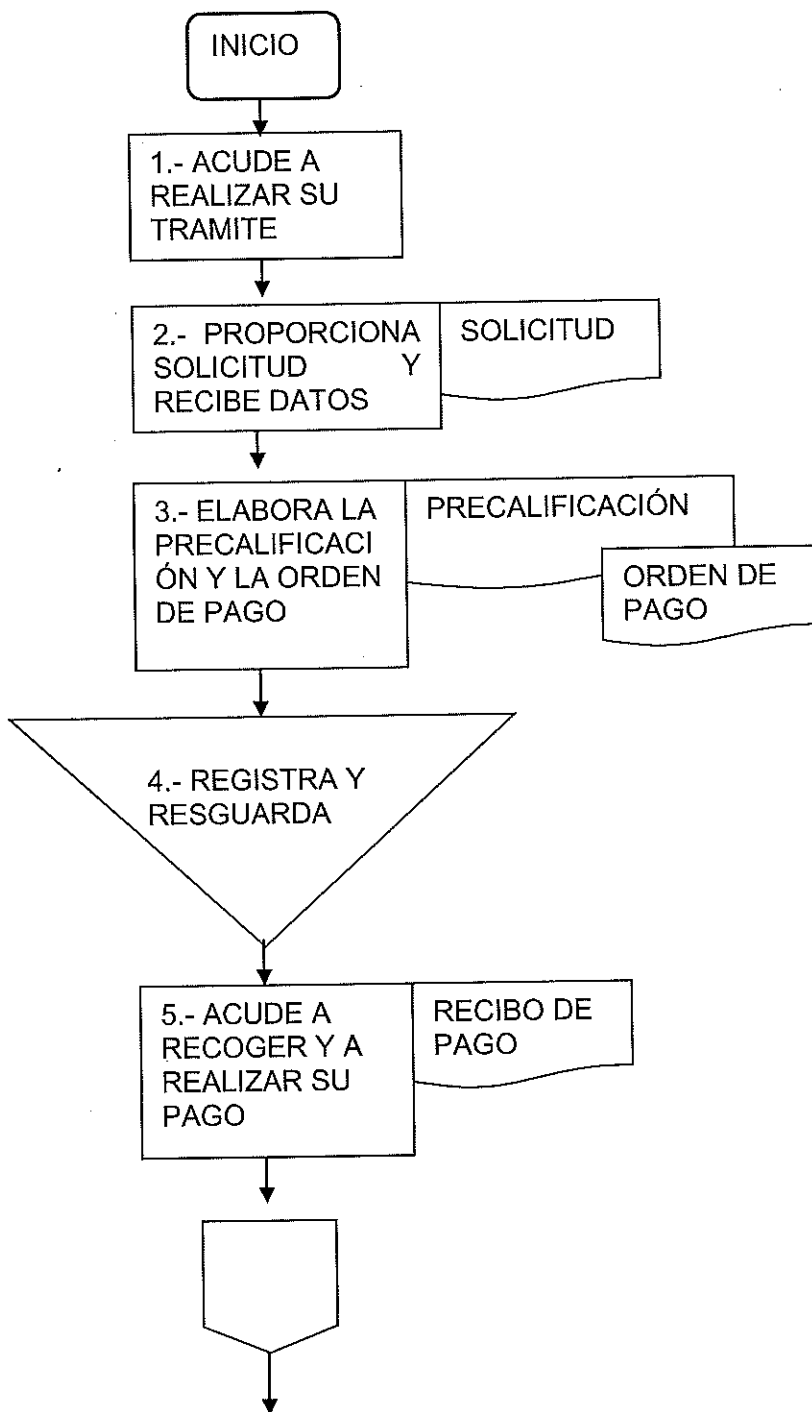 INICIO
1.- ACUDE A
REALIZAR SU
TRAMITE
2.- PROPORCIONA
SOLICITUD Y
RECIBE DATOS
SOLICITUD
3.- ELABORA LA
PRECALIFICACI
ÓN Y LA ORDEN
DE PAGO
PRECALIFICACIÓN
ORDEN DE
PAGO
4.- REGISTRA Y
RESGUARDA
5.- ACUDE A
RECOGER Y A
REALIZAR SU
PAGO
RECIBO DE
PAGO